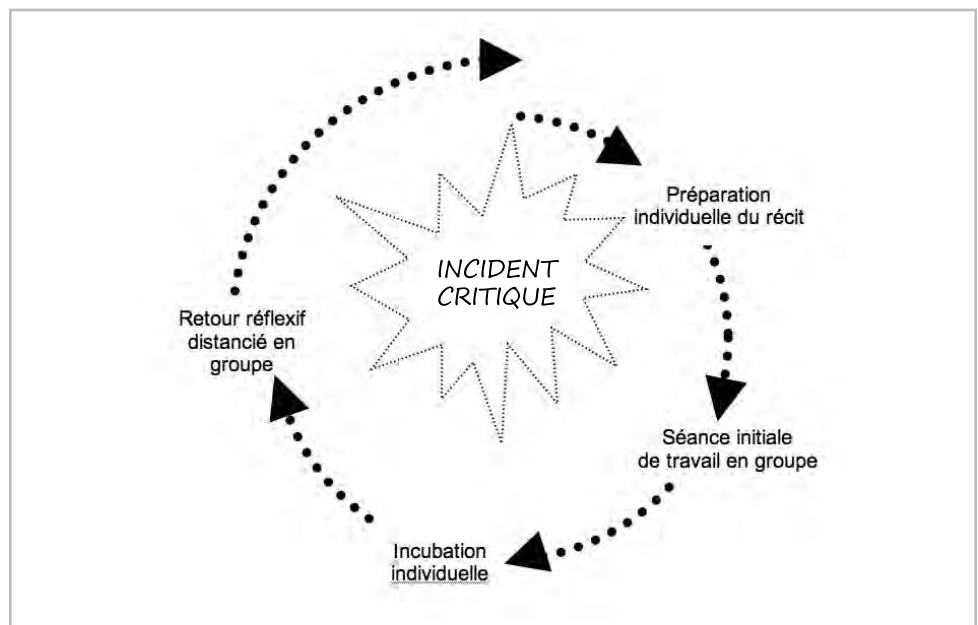 INCIDENT
CRITIQUE
Préparation
individuelle du récit
Séance initiale
de travail en groupe
Incubation
individuelle
Retour réflexif
distancié en
groupe